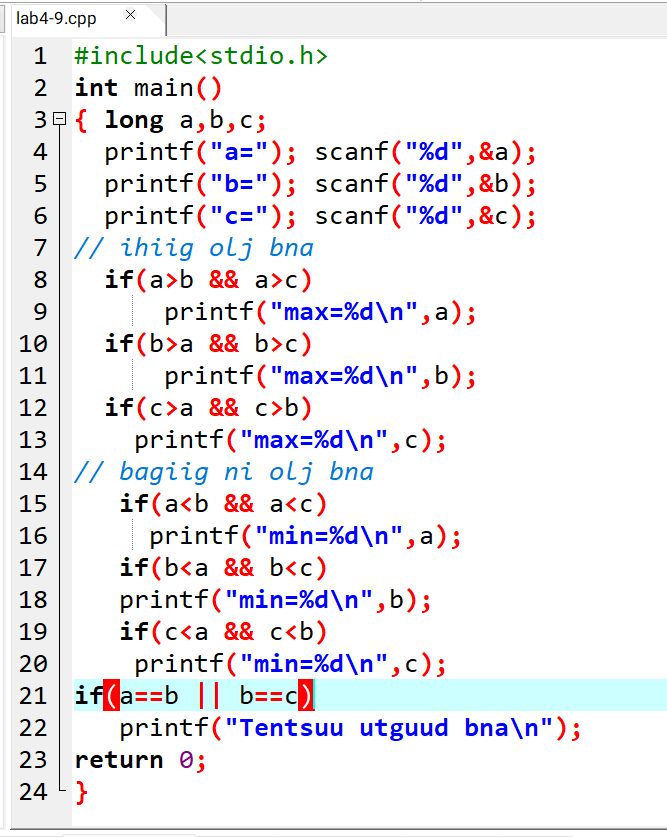 lab4-9.cpp ×
1 #include<stdio.h>
2 int main()
3 { long a,b,c;
4 printf("a="); scanf("%d",&a);
5 printf("b="); scanf("%d",&b);
6 printf("c="); scanf("%d",&c);
7 // ihiig olj bna
8 if(a>b && a>c)
9 printf("max=%d\n",a);
10 if(b>a && b>c)
11 printf("max=%d\n",b);
12 if(c>a && c>b)
13 printf("max=%d\n",c);
14 // bagiig ni olj bna
15 if(a<b && a<c)
16 printf("min=%d\n",a);
17 if(b<a && b<c)
18 printf("min=%d\n",b);
19 if(c<a && c<b)
20 printf("min=%d\n",c);
21 if(a==b || b==c)
22 printf("Tentsuu utguud bna\n");
23 return 0;
24 }